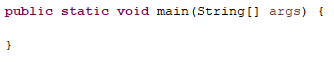 public static void main(String[] args) {
}